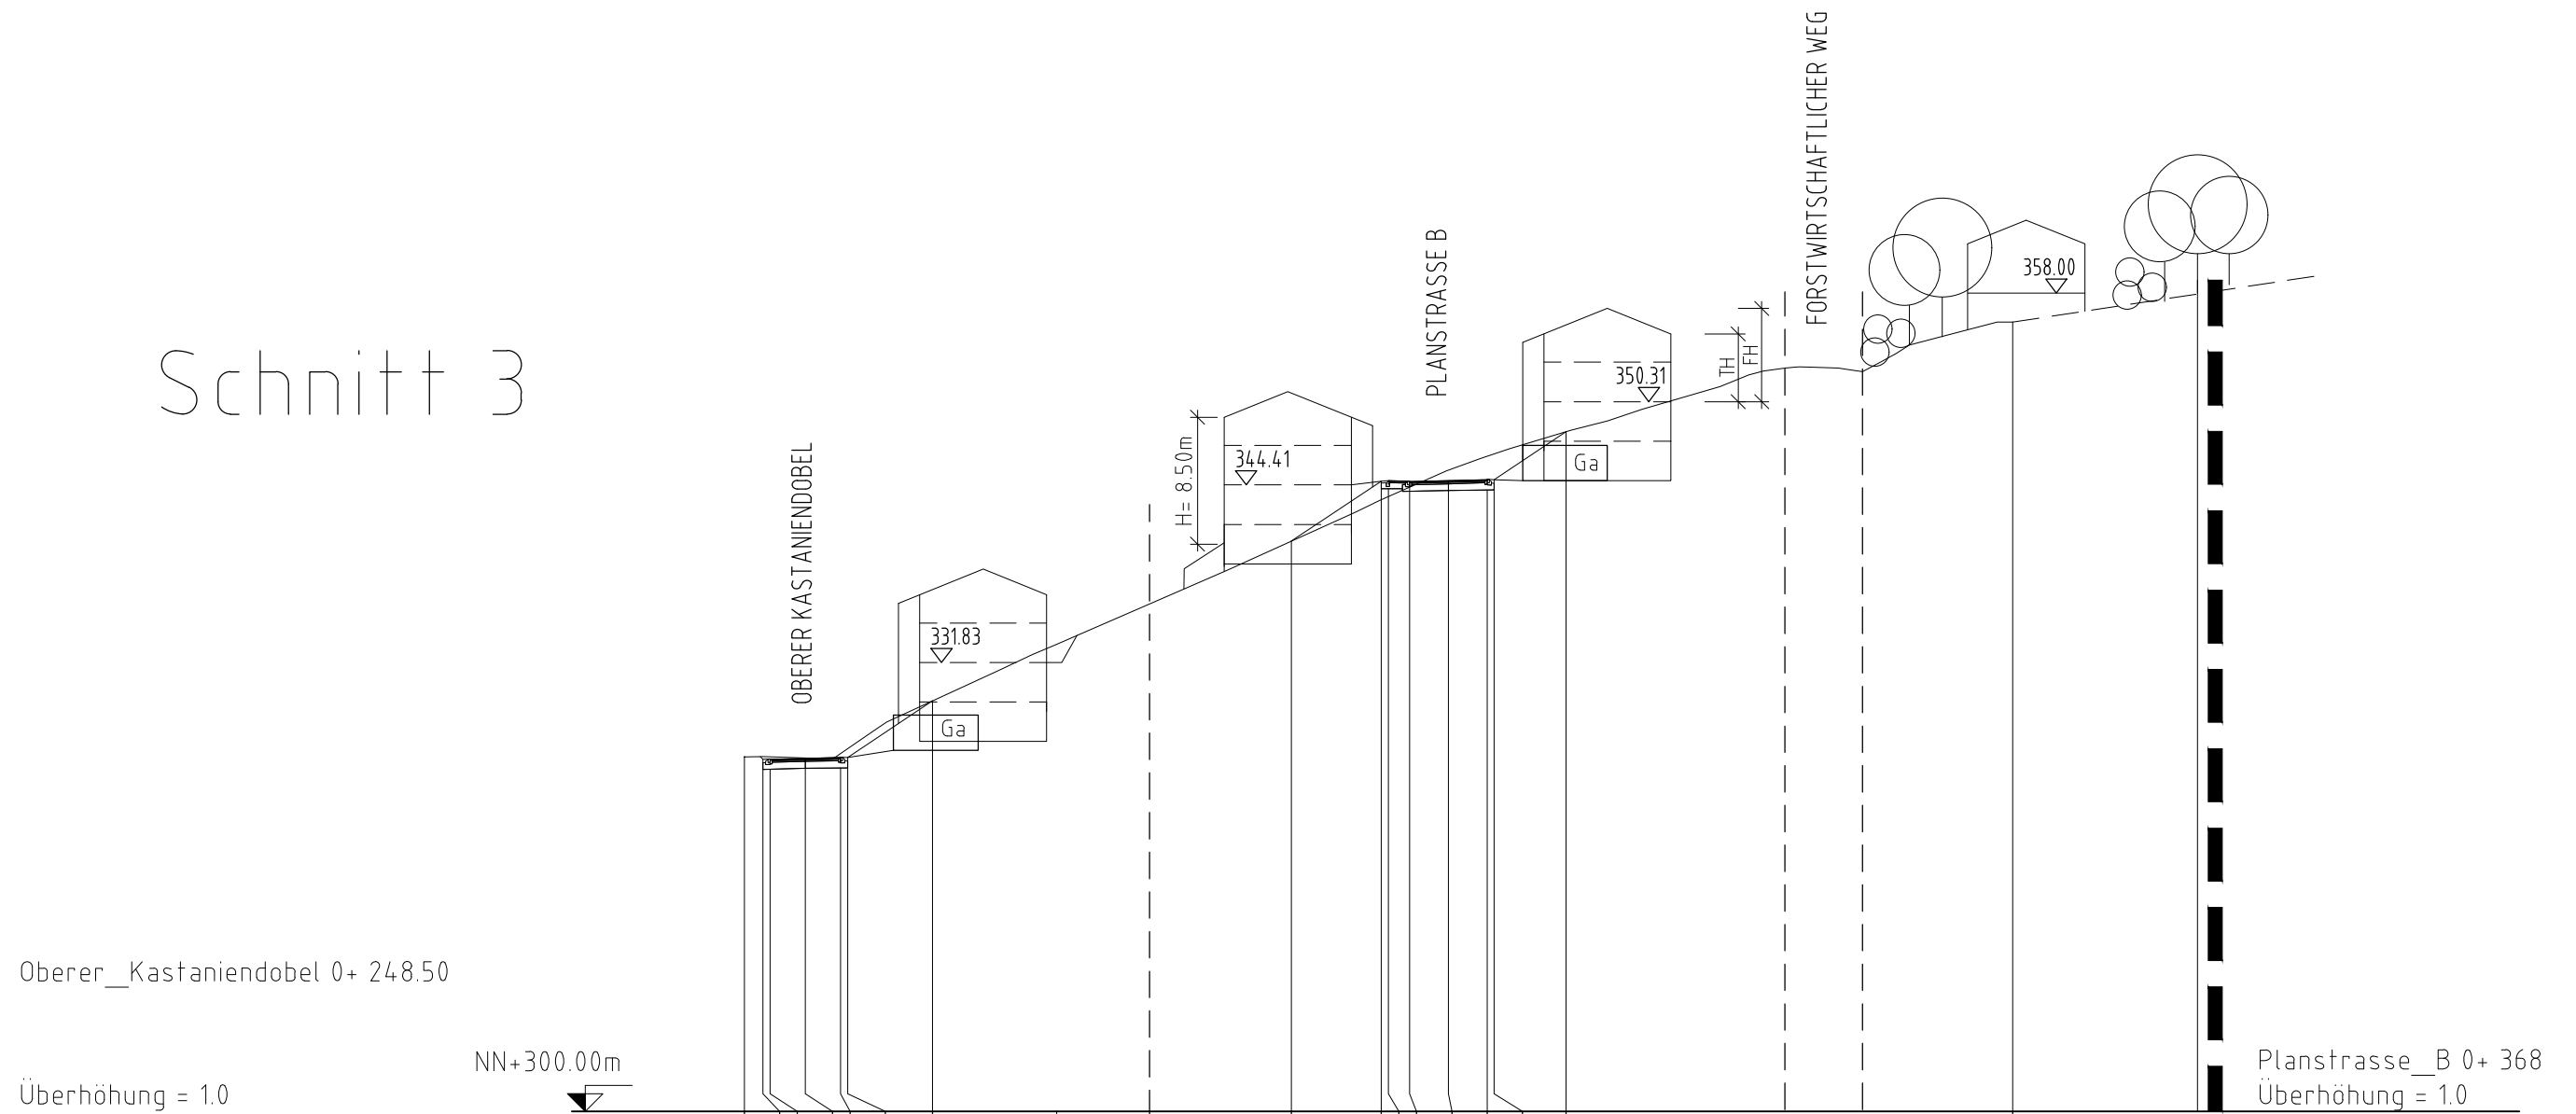 FORSTWIRTSCHAFTLICHER WEG
PLANSTRASSE B
358.00
Schnitt 3
TH
FH
350.31
H= 8.50m
344.41
Ga
OBERER KASTANIENDOBEL
331.83
Ga
Oberer_Kastaniendobel 0+ 248.50
NN+300.00m
Überhöhung = 1.0
Planstrasse_B 0+ 368
Überhöhung = 1.0